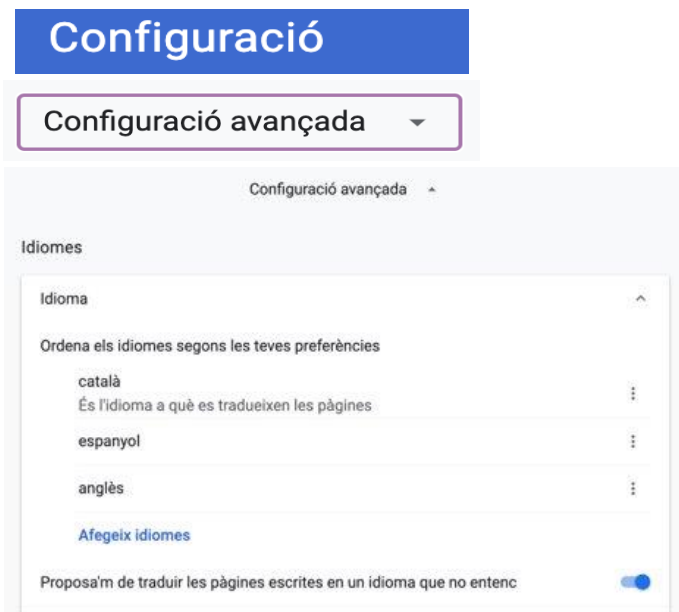 Configuració
Configuració avançada
Configuració avançada
Idiomes
Idioma
Ordena els idiomes segons les teves preferències
català
És l'idioma a què es tradueixen les pàgines
espanyol
anglès
Afegeix idiomes
Proposa'm de traduir les pàgines escrites en un idioma que no entenc